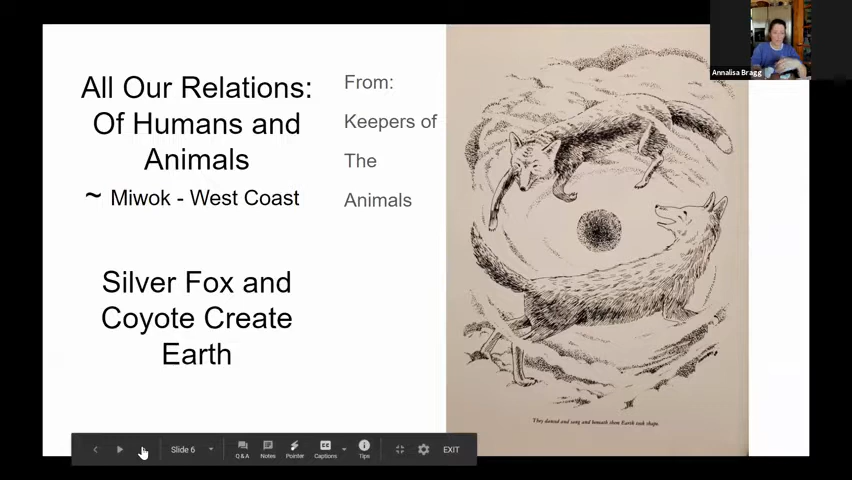 All Our Relations:
Of Humans and
Animals
~ Miwok - West Coast
Silver Fox and
Coyote Create
Earth
From:
Keepers of
The
Animals
They danced and sang and beneath them Earth took shape.
Annalisa Bragg
Slide 6
Q & A
Notes
Pointer
CC
Captions
Tips
EXIT